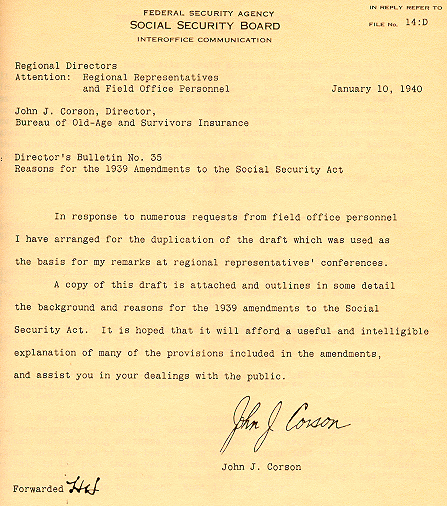 FEDERAL SECURITY AGENCY
SOCIAL SECURITY BOARD
INTEROFFICE COMMUNICATION
IN REPLY REFER TO
FILE No. 14:D
Regional Directors
Attention: Regional Representatives
and Field Office Personnel January 10, 1940
John J. Corson, Director,
Bureau of Old-Age and Survivors Insurance
Director's Bulletin No. 35
Reasons for the 1939 Amendments to the Social Security Act
In response to numerous requests from field office personnel
I have arranged for the duplication of the draft which was used as
the basis for my remarks at regional representatives' conferences.
A copy of this draft is attached and outlines in some detail
the background and reasons for the 1939 amendments to the Social
Security Act. It is hoped that it will afford a useful and intelligible
explanation of many of the provisions included in the amendments,
and assist you in your dealings with the public.
John J. Corson
John J. Corson
Forwarded